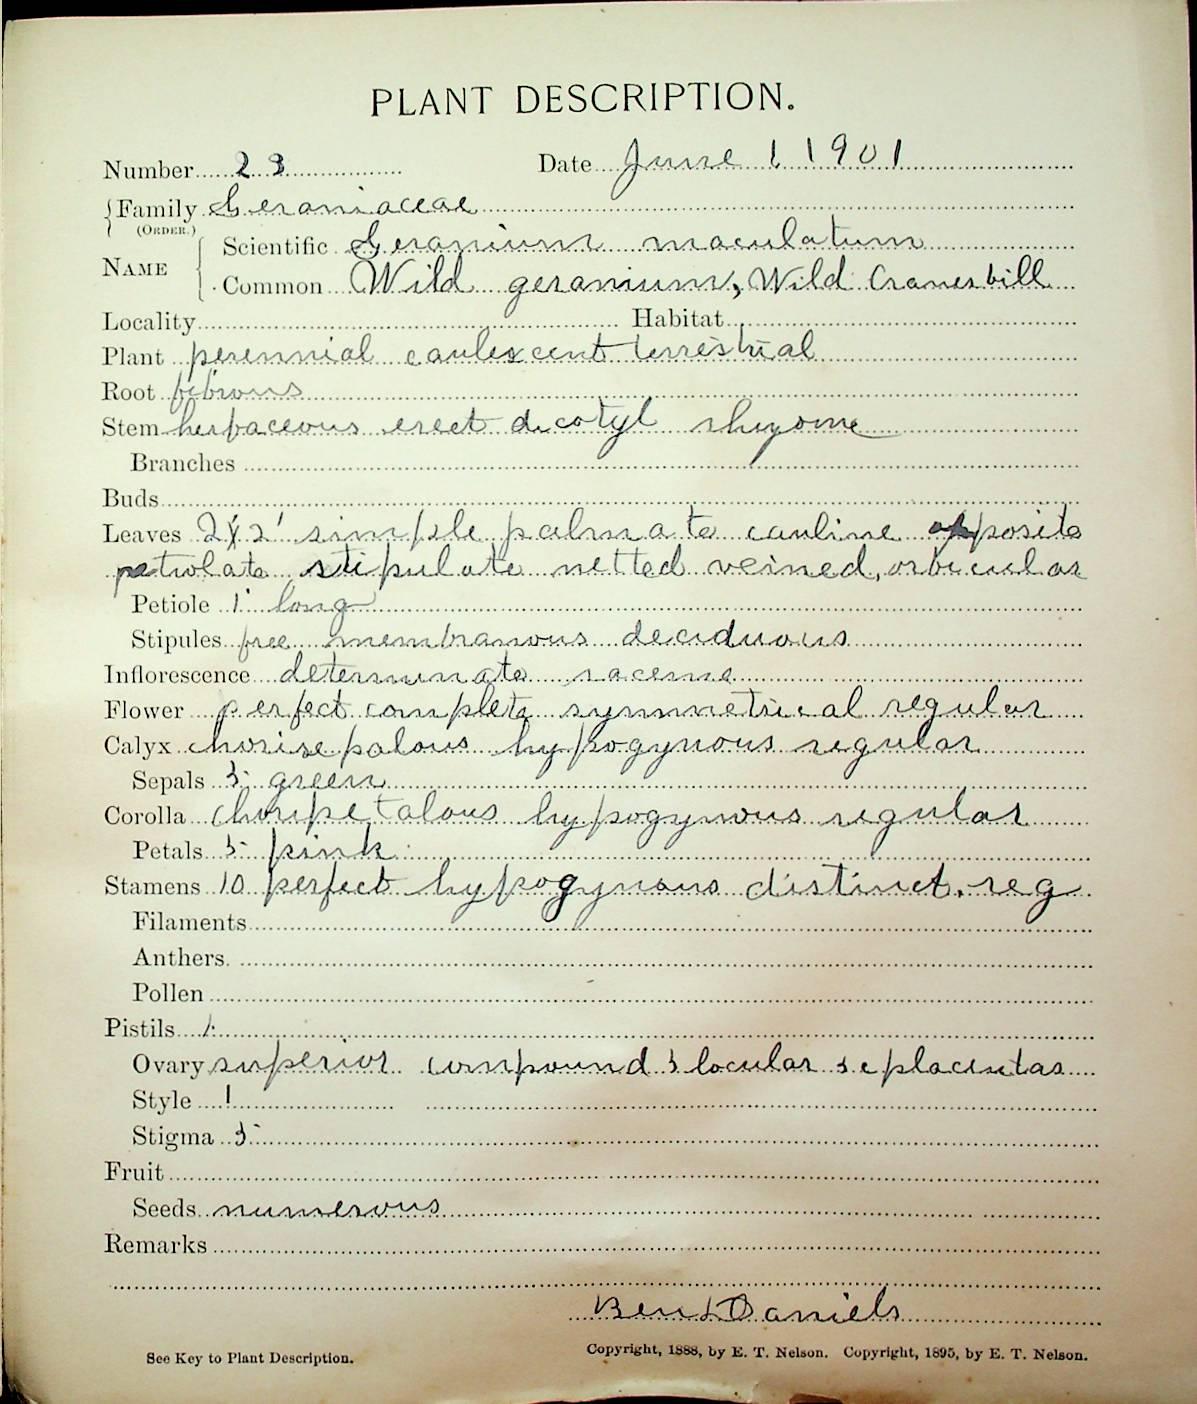 PLANT DESCRIPTION.
Number 23 Date June 1 1901
Family Geraniaceae
(ORDER.)
Scientific Geranium maculatum
NAME
Common Wild geranium, Wild Cranesbill
Locality Habitat
Plant perennial caulescent terrestrial
Root fibrous
Stem herbaceous erect dicotyl rhyome
Branches
Buds
Leaves 2x2' simple palmate cauline opposite
petiolate stipulate netted veined, orbicular
Petiole 1' long
Stipules free membranous deciduous
Inflorescence determinate raceme
Flower perfect complete symmetrical regular
Calyx chorisepalous hypogynous regular
Sepals 5 green
Corolla choripetalous hypogynous regular
Petals 5 pink
Stamens 10 perfect hypogynous distinct. reg
Filaments
Anthers.
Pollen
Pistils 1
Ovary superior compound 5 locular 5
Style 1
Stigma 5
Fruit
Seeds numerous
Remarks
Ben Daniels
See Key to Plant Description.
Copyright, 1888, by E. T. Nelson. Copyright, 1895, by E. T. Nelson.